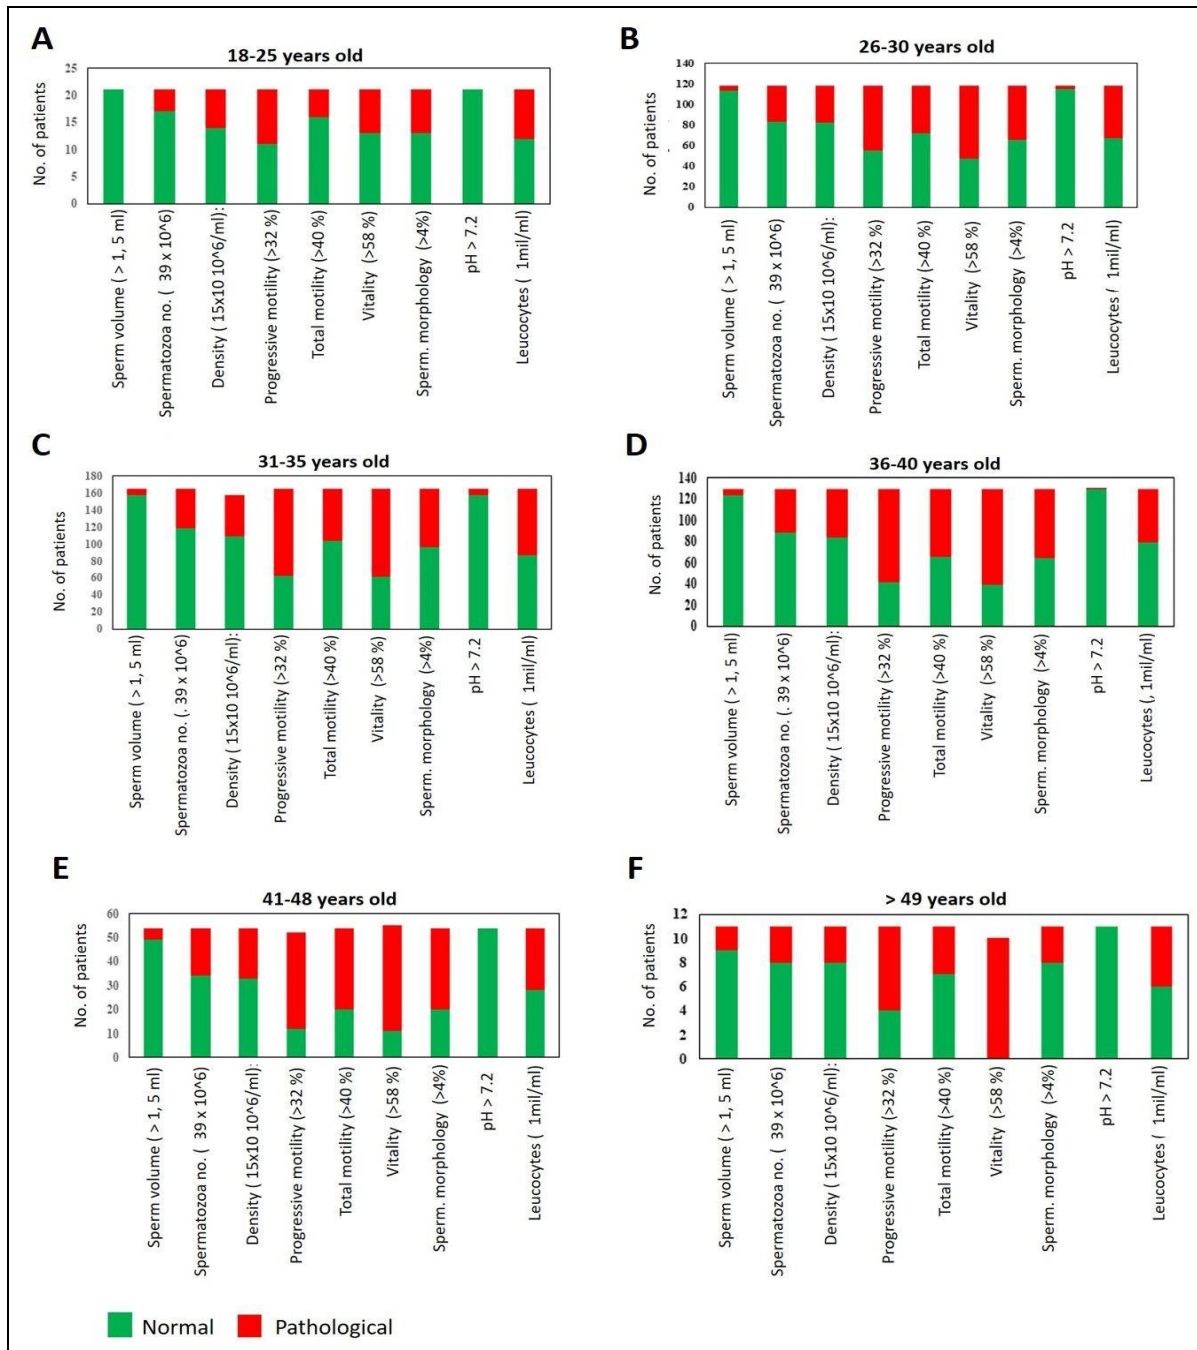 A
18-25 years old
No. of patients
25
20
15
10
5
0
Sperm volume ( > 1, 5 ml)
Spermatozoa no. (  39 x 10^6)
Density ( 15x10 10^6/ml):
Progressive motility (>32 %)
Total motility (>40 %)
Vitality  (>58 %)
Sperm. morphology  (>4%)
pH > 7.2
Leucocytes (  1mil/ml)
B
26-30 years old
No. of patients
140
120
100
80
60
40
20
0
Sperm volume ( > 1, 5 ml)
Spermatozoa no. (  39 x 10^6)
Density ( 15x10 10^6/ml):
Progressive motility (>32 %)
Total motility (>40 %)
Vitality  (>58 %)
Sperm. morphology  (>4%)
pH > 7.2
Leucocytes (  1mil/ml)
C
31-35 years old
No. of patients
180
160
140
120
100
80
60
40
20
0
Sperm volume ( > 1, 5 ml)
Spermatozoa no. (. 39 x 10^6)
Density ( 15x10 10^6/ml):
Progressive motility (>32 %)
Total motility (>40 %)
Vitality  (>58 %)
Sperm. morphology  (>4%)
pH > 7.2
Leucocytes (  1mil/ml)
D
36-40 years old
No. of patients
140
120
100
80
60
40
20
0
Sperm volume ( > 1, 5 ml)
Spermatozoa no. (. 39 x 10^6)
Density ( 15x10 10^6/ml):
Progressive motility (>32 %)
Total motility (>40 %)
Vitality  (>58 %)
Sperm. morphology  (>4%)
pH > 7.2
Leucocytes (, 1mil/ml)
E
41-48 years old
No. of patients
60
50
40
30
20
10
0
Sperm volume ( > 1, 5 ml)
Spermatozoa no. (  39 x 10^6)
Density ( 15x10 10^6/ml):
Progressive motility (>32 %)
Total motility (>40 %)
Vitality  (>58 %)
Sperm. morphology  (>4%)
pH > 7.2
Leucocytes (  1mil/ml)
F
> 49 years old
No. of patients
12
10
8
6
4
2
0
Sperm volume ( > 1, 5 ml)
Spermatozoa no. (  39 x 10^6)
Density ( 15x10 10^6/ml):
Progressive motility (>32 %)
Total motility (>40 %)
Vitality  (>58 %)
Sperm. morphology  (>4%)
pH > 7.2
Leucocytes (  1mil/ml)
Normal
Pathological